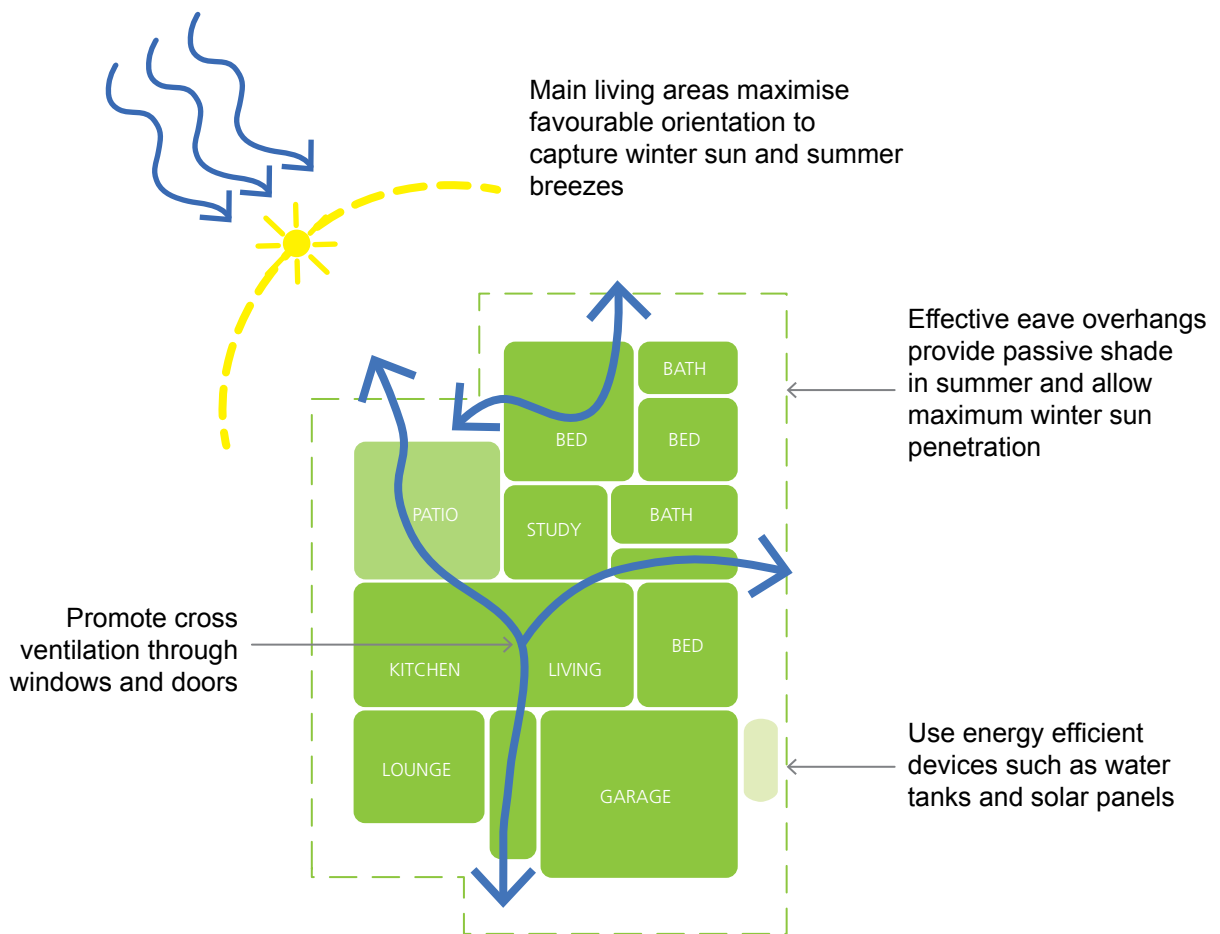 Main living areas maximise
favourable orientation to
capture winter sun and summer
breezes
Effective eave overhangs
provide passive shade
in summer and allow
maximum winter sun
penetration
BATH
BED
BED
PATIO
STUDY
BATH
Promote cross
ventilation through
windows and doors
KITCHEN
LIVING
BED
LOUNGE
GARAGE
Use energy efficient
devices such as water
tanks and solar panels